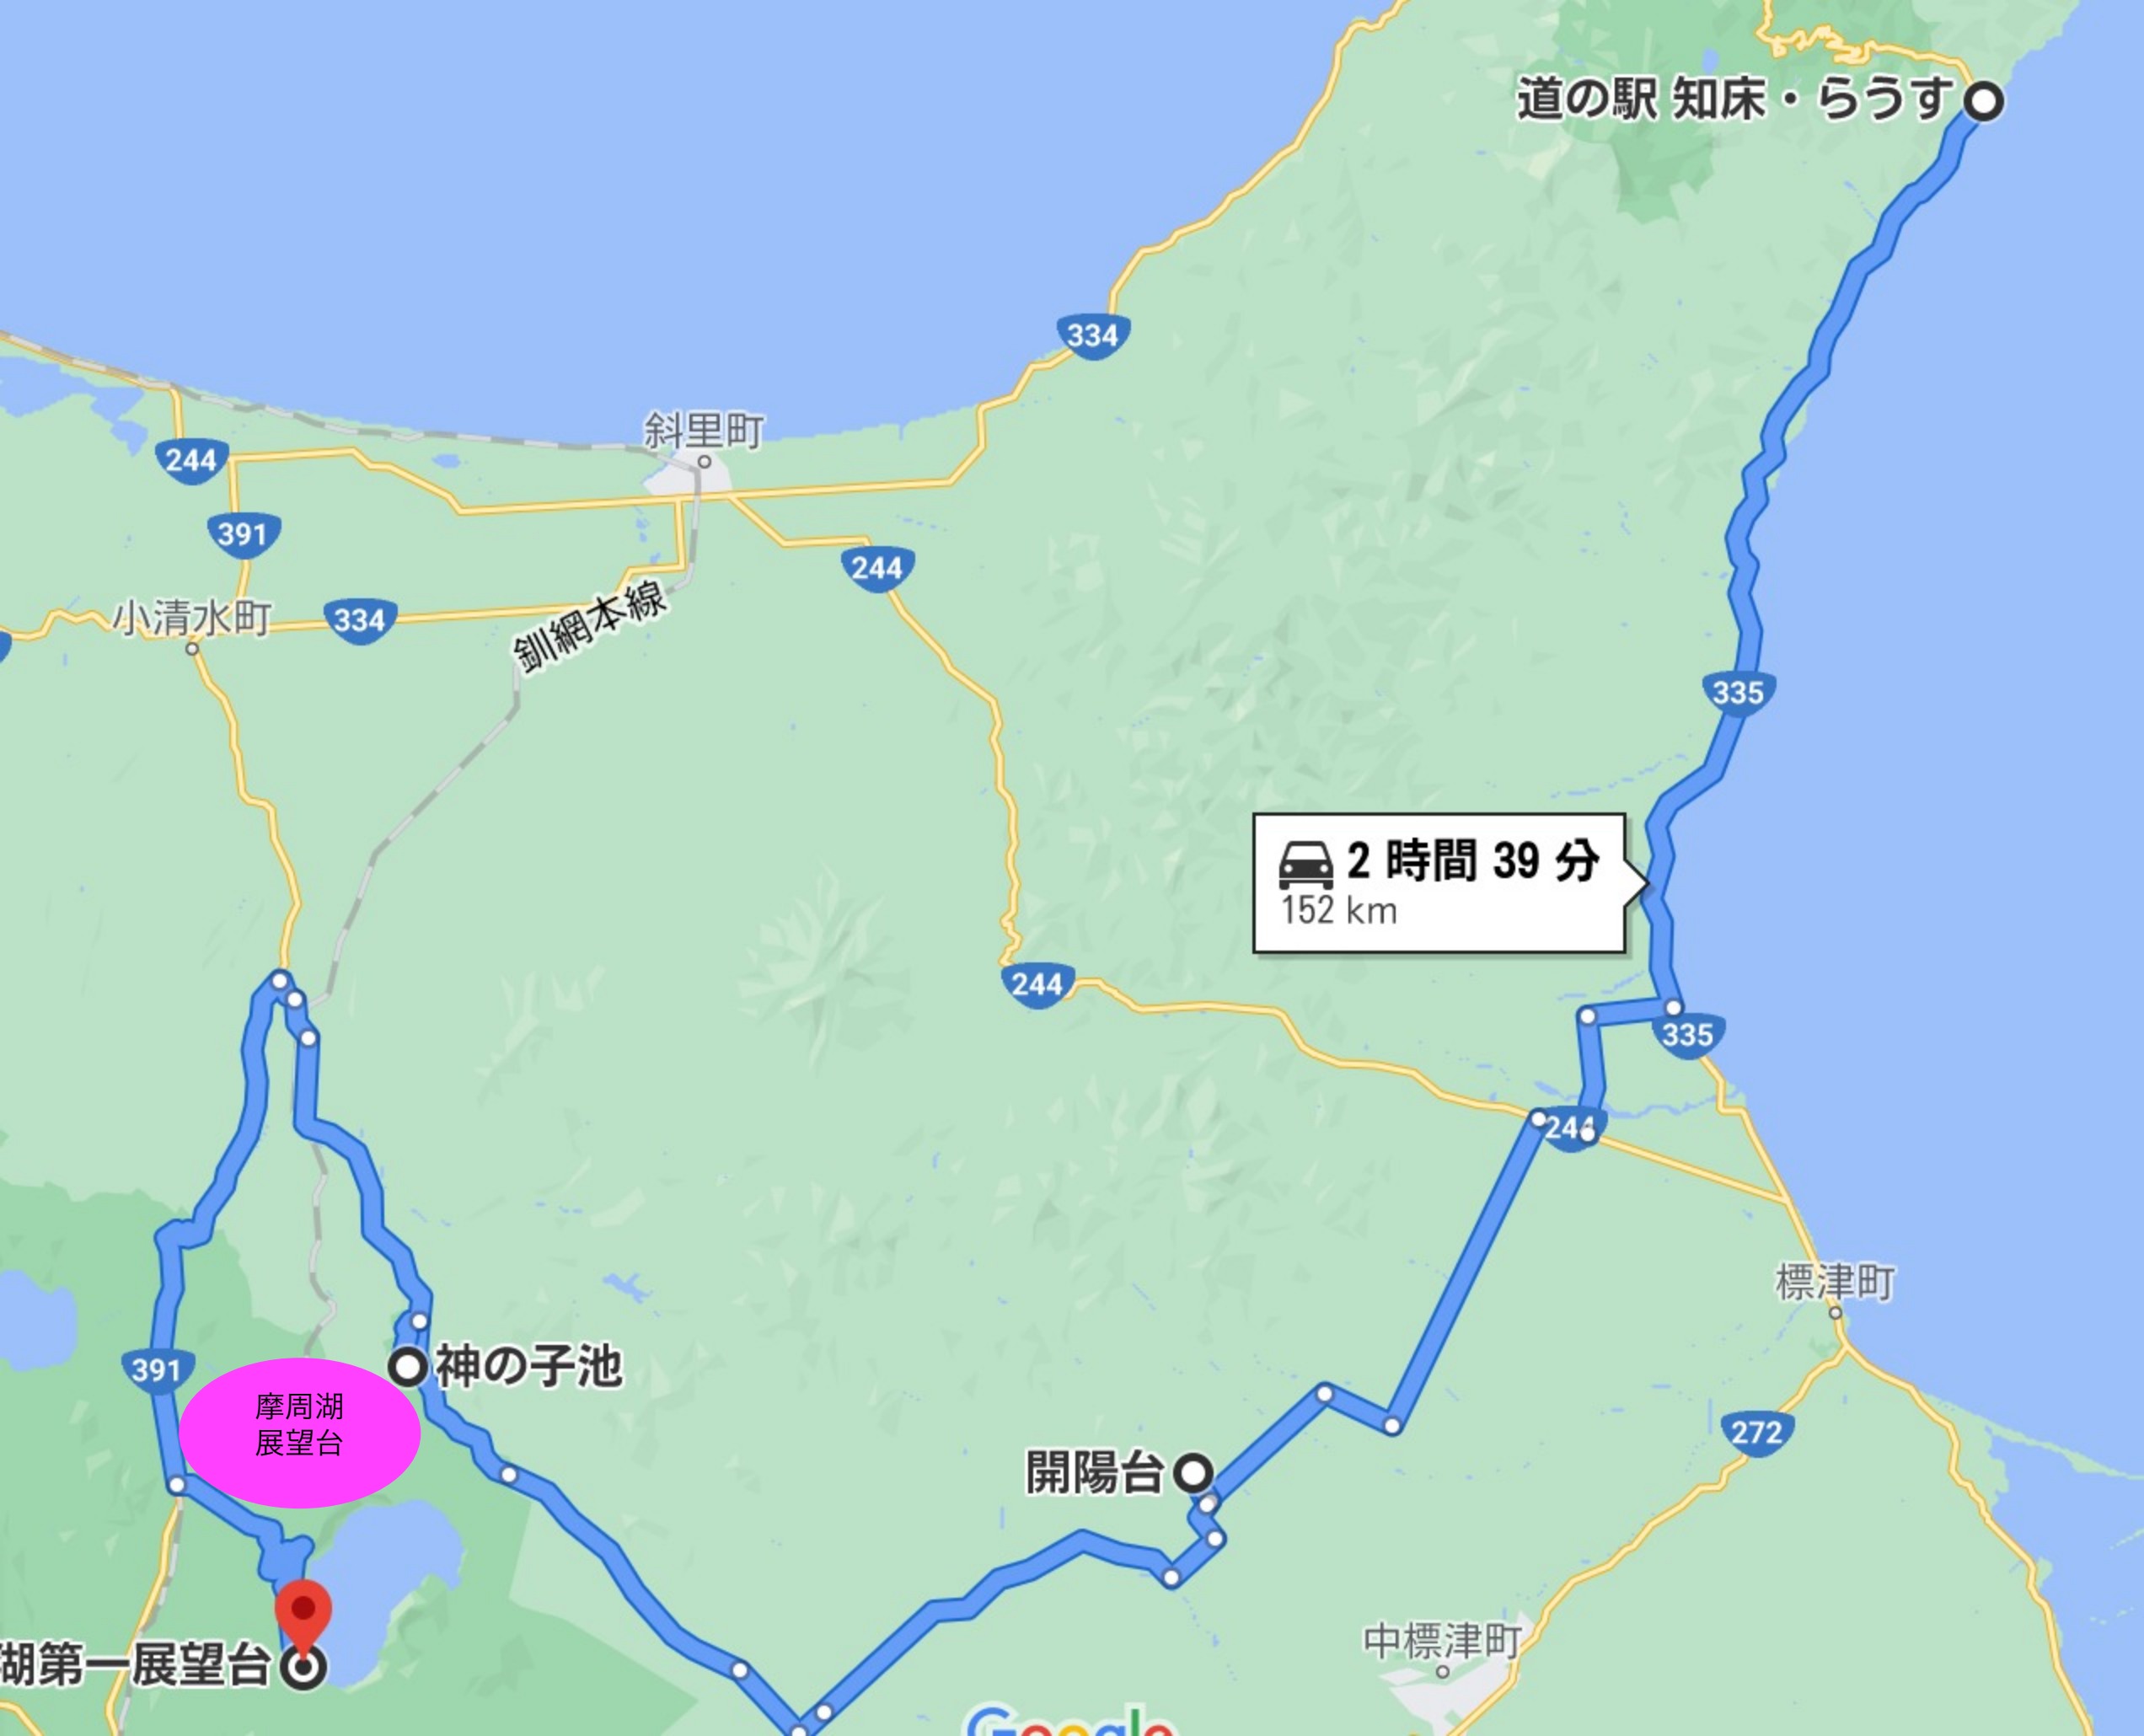 道の駅 知床・らうす
334
斜里町
244
391
244
小清水町
334
釧網本線
335
2 時間 39 分
152 km
244
335
244
標津町
391
神の子池
摩周湖
展望台
272
開陽台
中標津町
湖第一展望台
Google